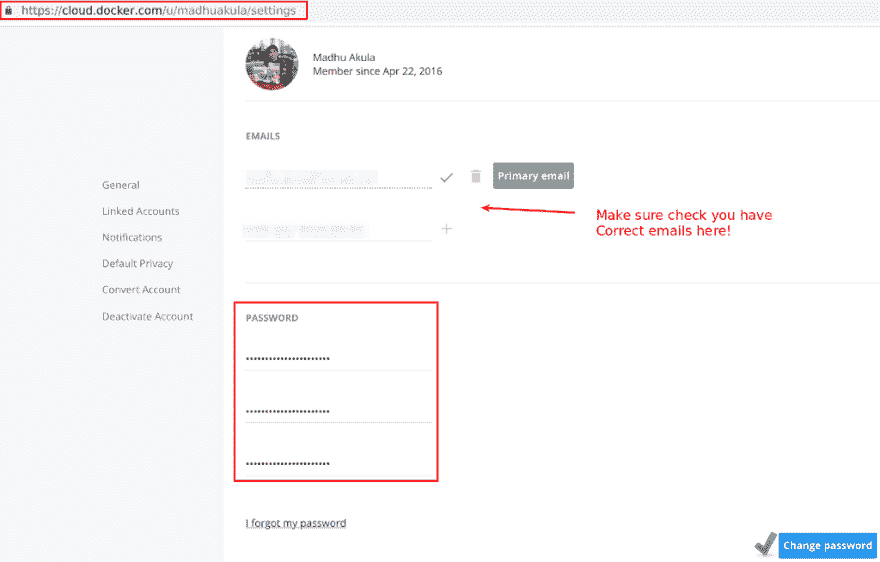 https://cloud.docker.com/u/madhuakula/settings
Madhu Akula
Member since Apr 22, 2016
EMAILS
Primary email
Make sure check you have
Correct emails here!
General
Linked Accounts
Notifications
Default Privacy
Convert Account
Deactivate Account
PASSWORD
I forgot my password
Change password